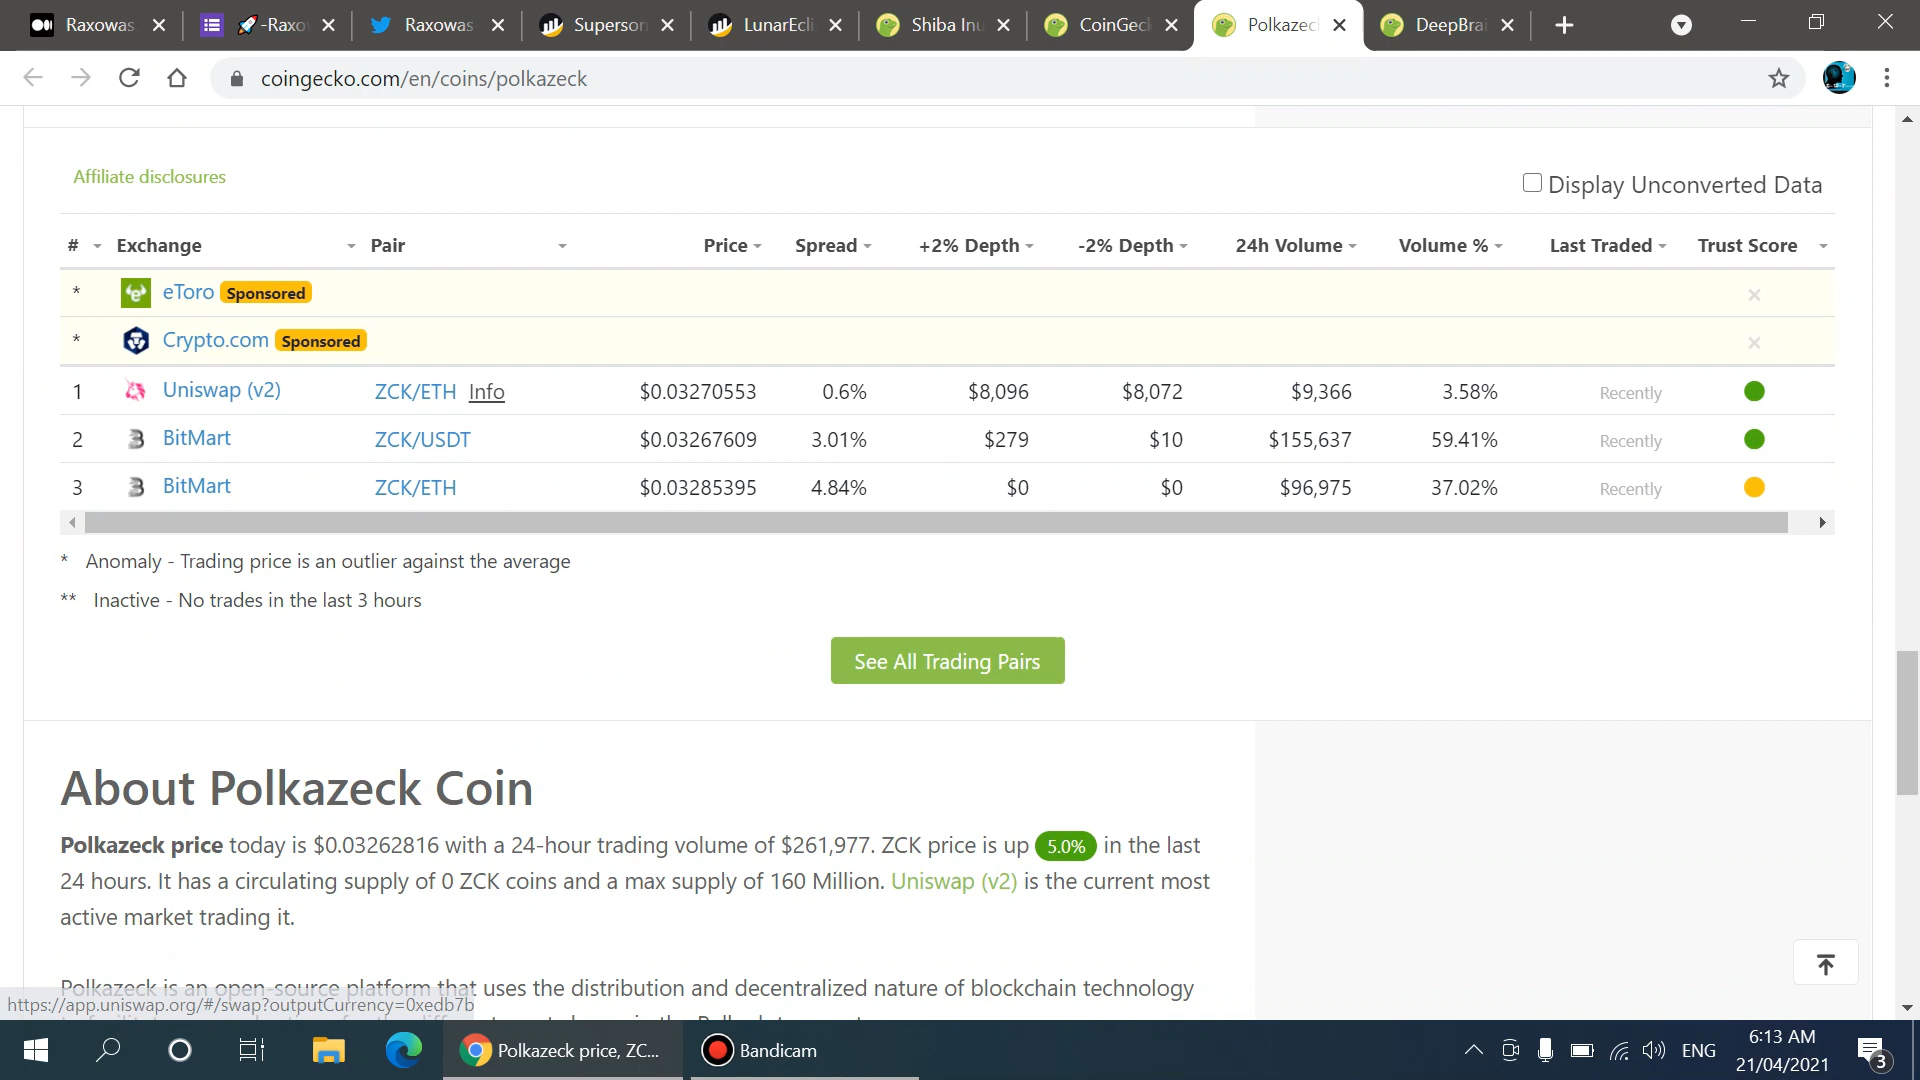 Raxowas
-Raxo
Raxowas
Superson
LunarEcli
Shiba Inu
CoinGeck
Polkazeck
DeepBrai
coingecko.com/en/coins/polkazeck
Affiliate disclosures
Display Unconverted Data
# Exchange Pair Price Spread +2% Depth -2% Depth 24h Volume Volume % Last Traded Trust Score
* eToro Sponsored
* Crypto.com Sponsored
1 Uniswap (v2) ZCK/ETH Info $0.03270553 0.6% $8,096 $8,072 $9,366 3.58% Recently
2 BitMart ZCK/USDT $0.03267609 3.01% $279 $10 $155,637 59.41% Recently
3 BitMart ZCK/ETH $0.03285395 4.84% $0 $0 $96,975 37.02% Recently
* Anomaly - Trading price is an outlier against the average
** Inactive - No trades in the last 3 hours
See All Trading Pairs
About Polkazeck Coin
Polkazeck price today is $0.03262816 with a 24-hour trading volume of $261,977. ZCK price is up 5.0% in the last
24 hours. It has a circulating supply of 0 ZCK coins and a max supply of 160 Million. Uniswap (v2) is the current most
active market trading it.
Polkazeck is an open-source platform that uses the distribution and decentralized nature of blockchain technology
https://app.uniswap.org/#/swap?outputCurrency=0xedb7b
Polkazeck price, ZC...
Bandicam
ENG
6:13 AM
21/04/2021
3